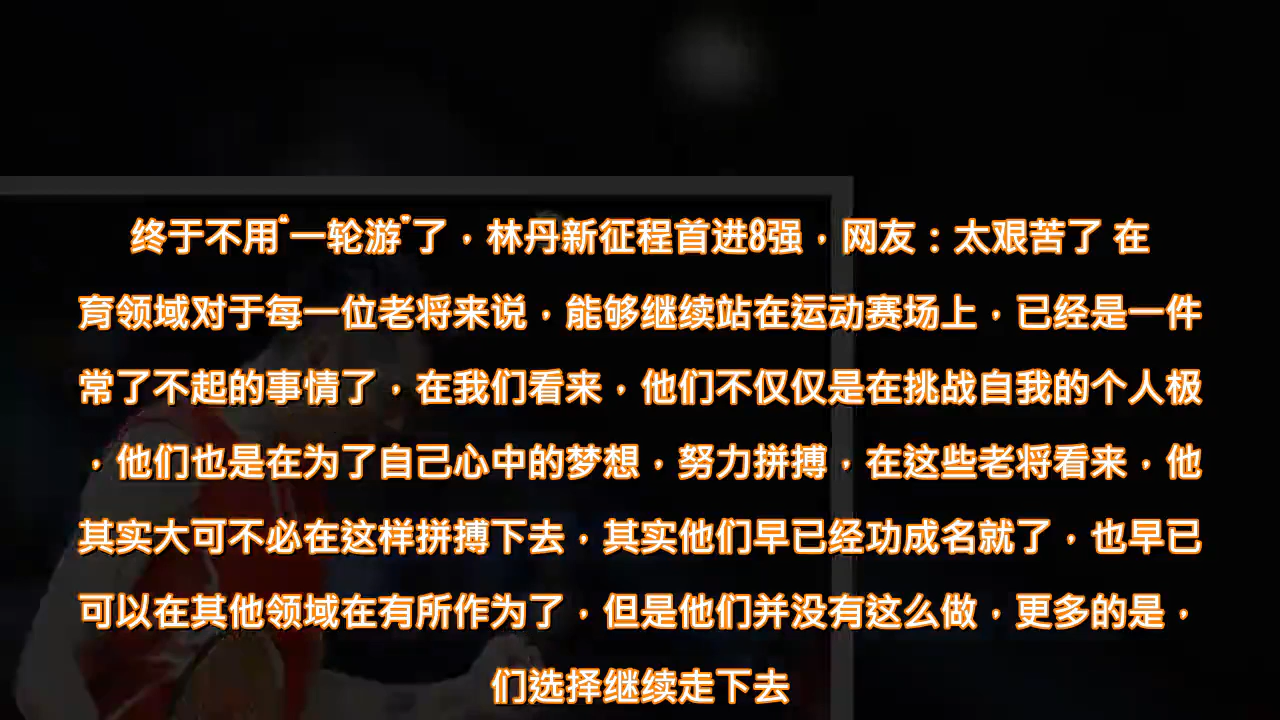 终于不用“一轮游”了，林丹新征程首进8强，网友：太艰苦了 在
育领域对于每一位老将来说，能够继续站在运动赛场上，已经是一件
常了不起的事情了，在我们看来，他们不仅仅是在挑战自我的个人极
，他们也是在为了自己心中的梦想，努力拼搏，在这些老将看来，他
其实大可不必在这样拼搏下去，其实他们早已经功成名就了，也早已
可以在其他领域在有所作为了，但是他们并没有这么做，更多的是，
们选择继续走下去